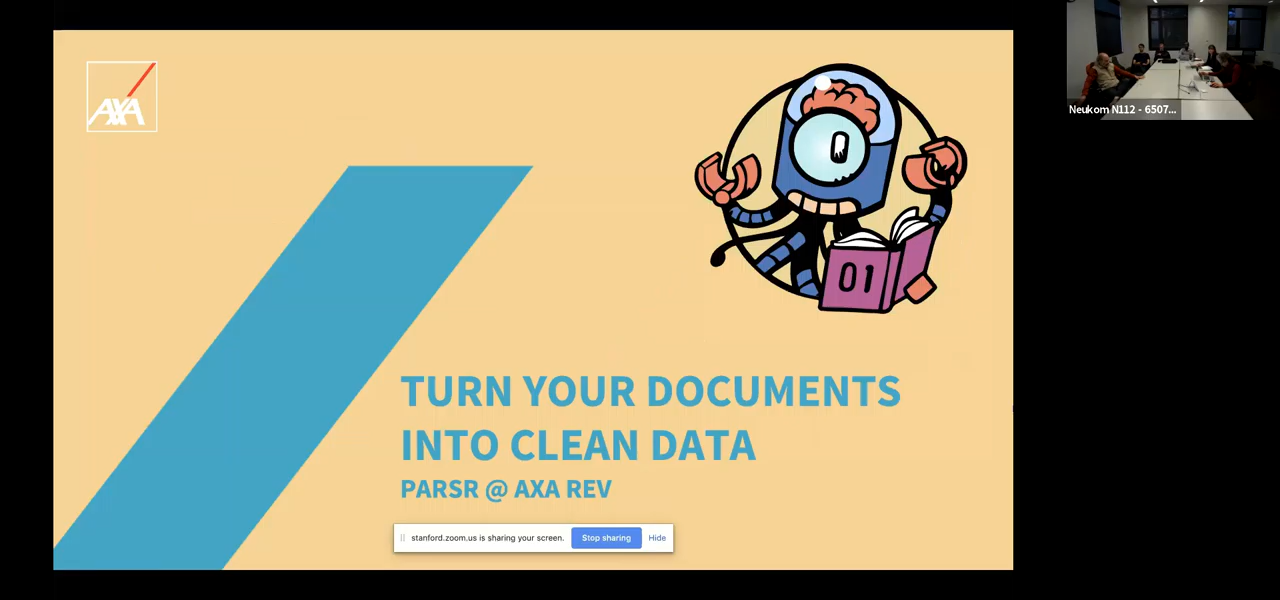 AXA
0
01
TURN YOUR DOCUMENTS
INTO CLEAN DATA
PARSR @ AXA REV
stanford.zoom.us is sharing your screen. Stop sharing Hide
Neukom N112 - 6507...